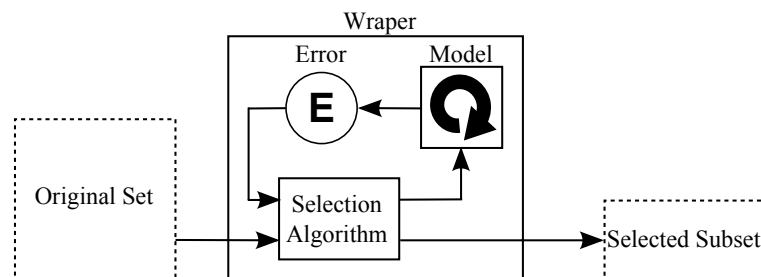 Wraper
Error
Model
E
Original Set
Selection
Algorithm
Selected Subset